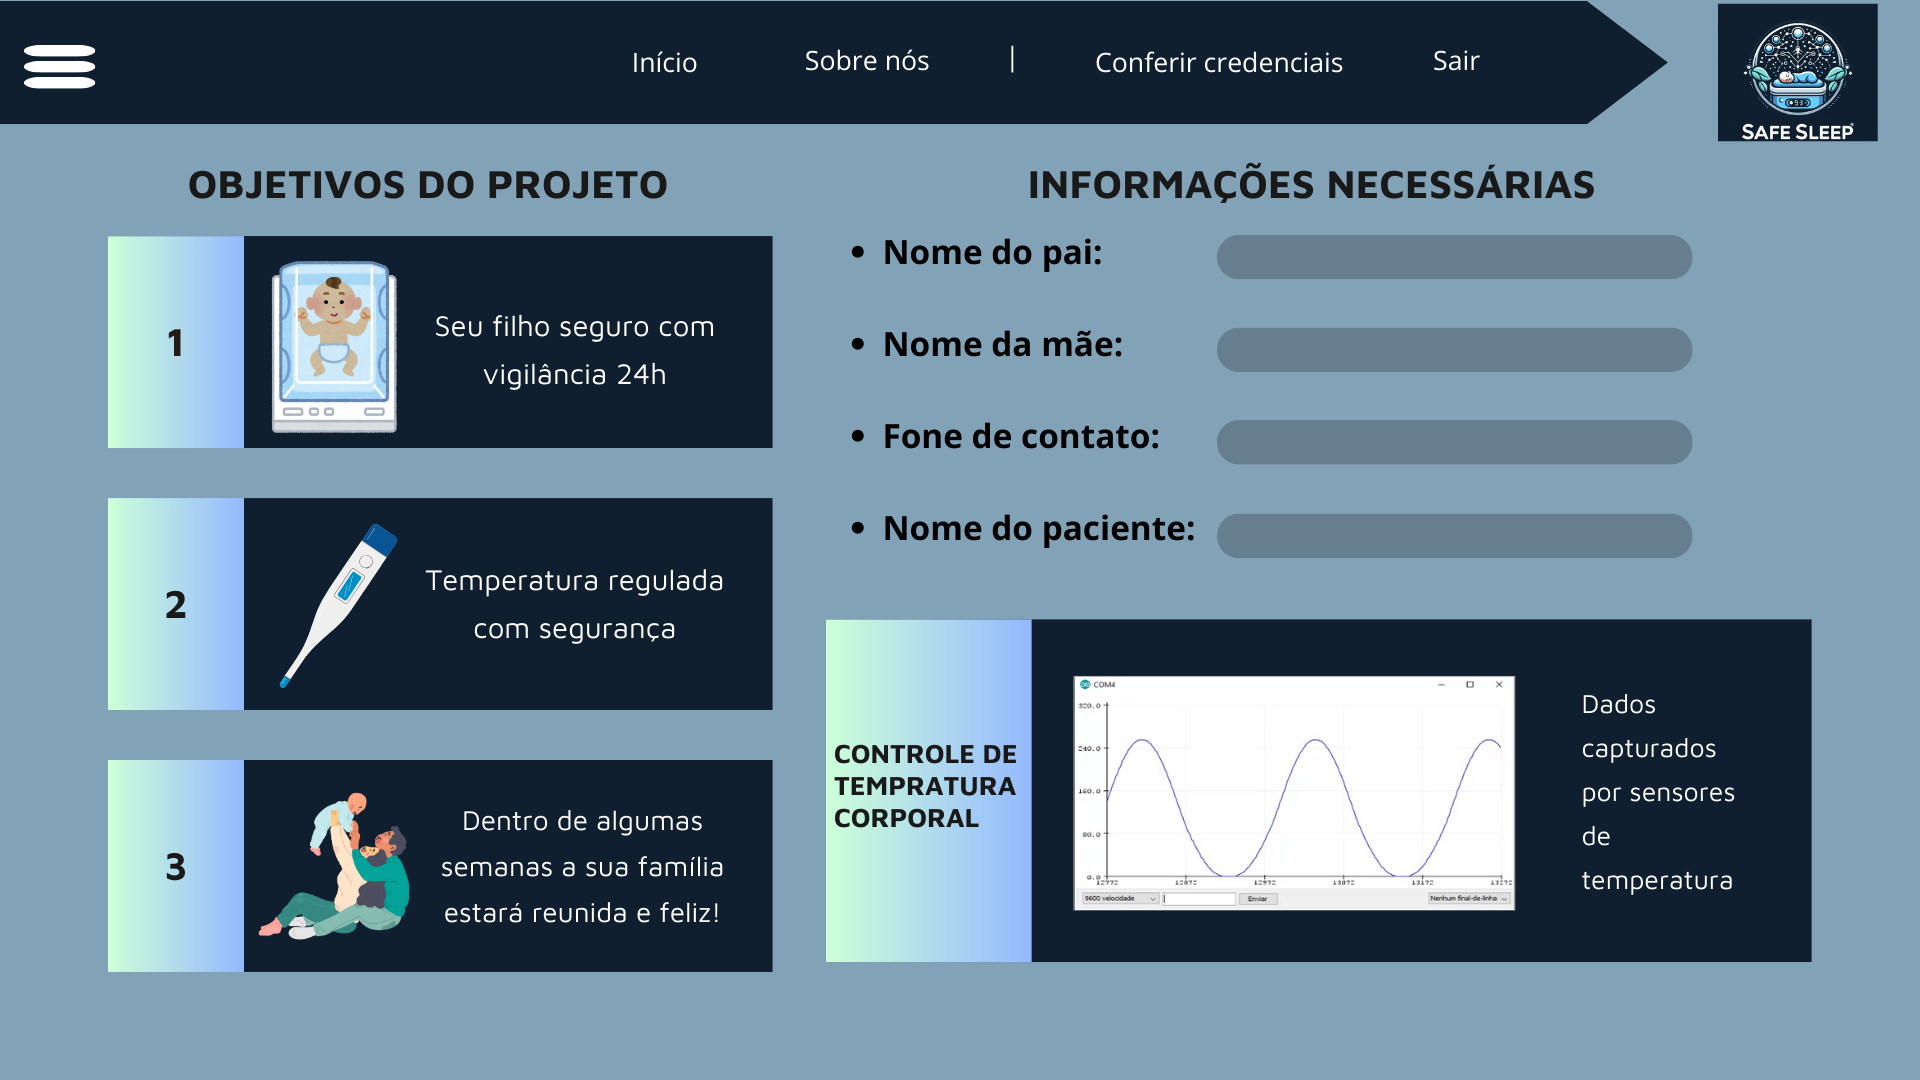 Início
Sobre nós
|
Conferir credenciais
Sair
SAFE SLEEP
OBJETIVOS DO PROJETO
1
Seu filho seguro com
vigilância 24h
2
Temperatura regulada
com segurança
3
Dentro de algumas
semanas a sua família
estará reunida e feliz!
INFORMAÇÕES NECESSÁRIAS
• Nome do pai:
• Nome da mãe:
• Fone de contato:
• Nome do paciente:
CONTROLE DE
TEMPRATURA
CORPORAL
COM4
320.0
240.0
160.0
80.0
0.0
12772 12872 12972 13072 13172 13272
9600 velocidade
Enviar
Nenhum final-de-linha
Dados
capturados
por sensores
de
temperatura